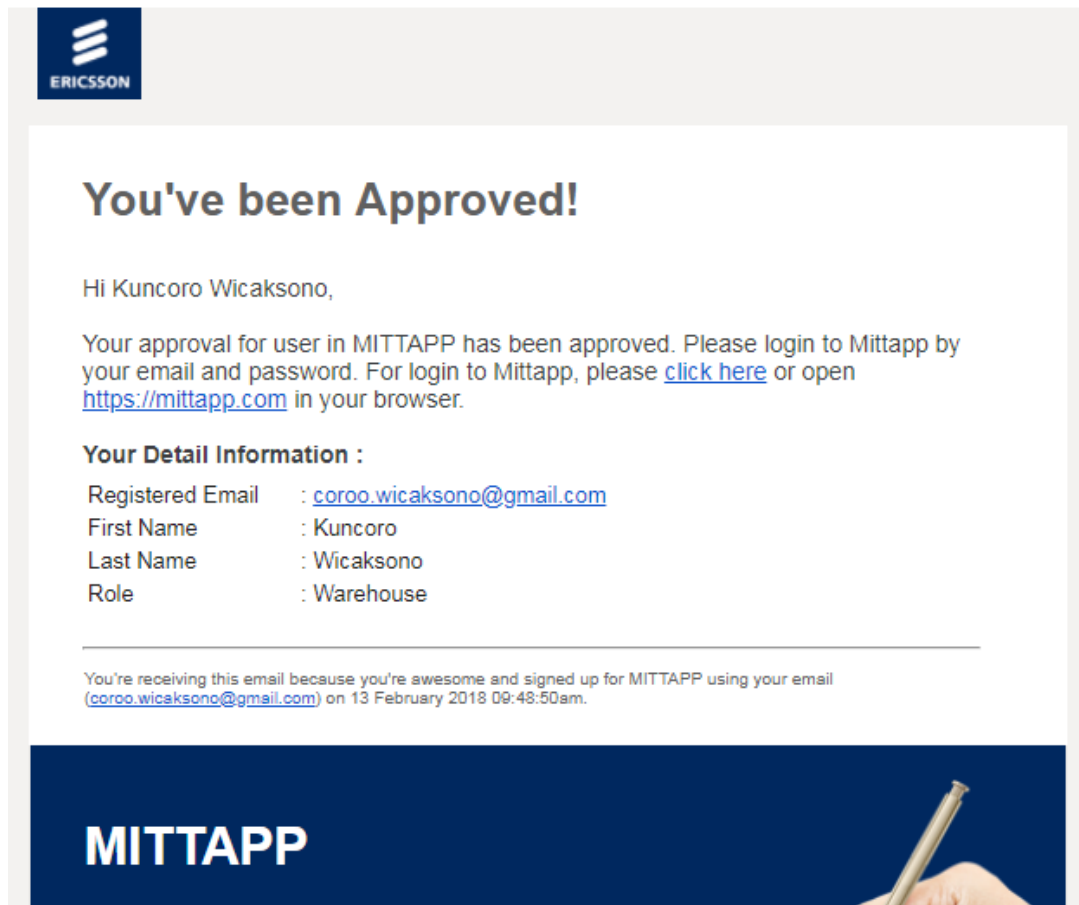 ERICSSON
You've been Approved!
Hi Kuncoro Wicaksono,
Your approval for user in MITTAPP has been approved. Please login to Mittapp by
your email and password. For login to Mittapp, please click here or open
https://mittapp.com in your browser.
Your Detail Information :
Registered Email : coroo.wicaksono@gmail.com
First Name : Kuncoro
Last Name : Wicaksono
Role : Warehouse
You're receiving this email because you're awesome and signed up for MITTAPP using your email
(coroo.wicaksono@gmail.com) on 13 February 2018 09:48:50am.
MITTAPP